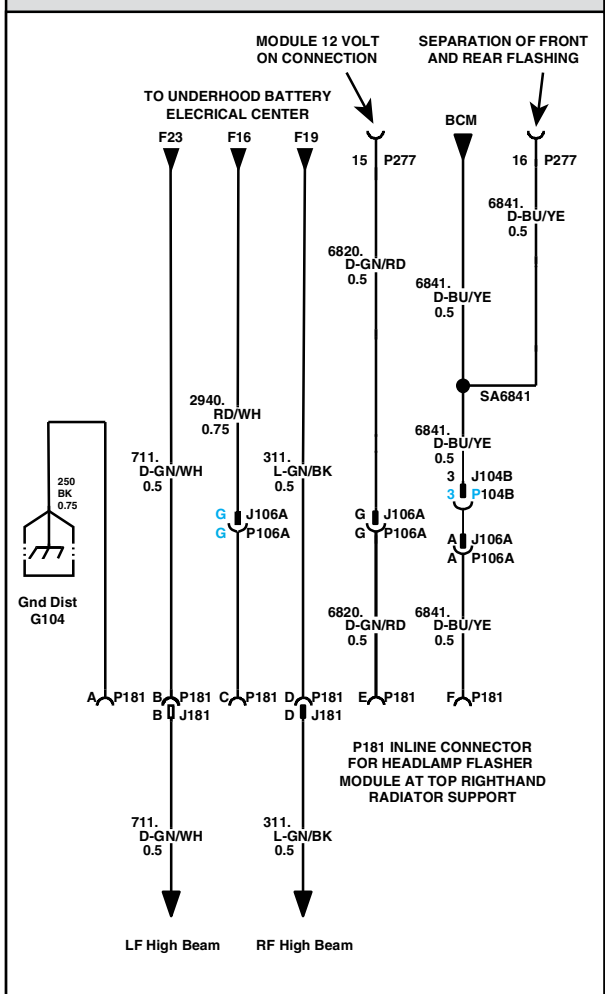 MODULE 12 VOLT
ON CONNECTION
SEPARATION OF FRONT
AND REAR FLASHING
TO UNDERHOOD BATTERY
ELECRICAL CENTER
F23
F16
F19
BCM
15 P277
16 P277
6841.
D-BU/YE
0.5
6820.
D-GN/RD
0.5
6841.
D-BU/YE
0.5
SA6841
2940.
RD/WH
0.75
711.
D-GN/WH
0.5
311.
L-GN/BK
0.5
6841.
D-BU/YE
0.5
3 J104B
3 P104B
250
BK
0.75
G J106A
G P106A
G J106A
G P106A
A J106A
A P106A
Gnd Dist
G104
6820.
D-GN/RD
0.5
6841.
D-BU/YE
0.5
A P181
B P181
B J181
C P181
D P181
D J181
E P181
F P181
P181 INLINE CONNECTOR
FOR HEADLAMP FLASHER
MODULE AT TOP RIGHTHAND
RADIATOR SUPPORT
711.
D-GN/WH
0.5
311.
L-GN/BK
0.5
LF High Beam
RF High Beam